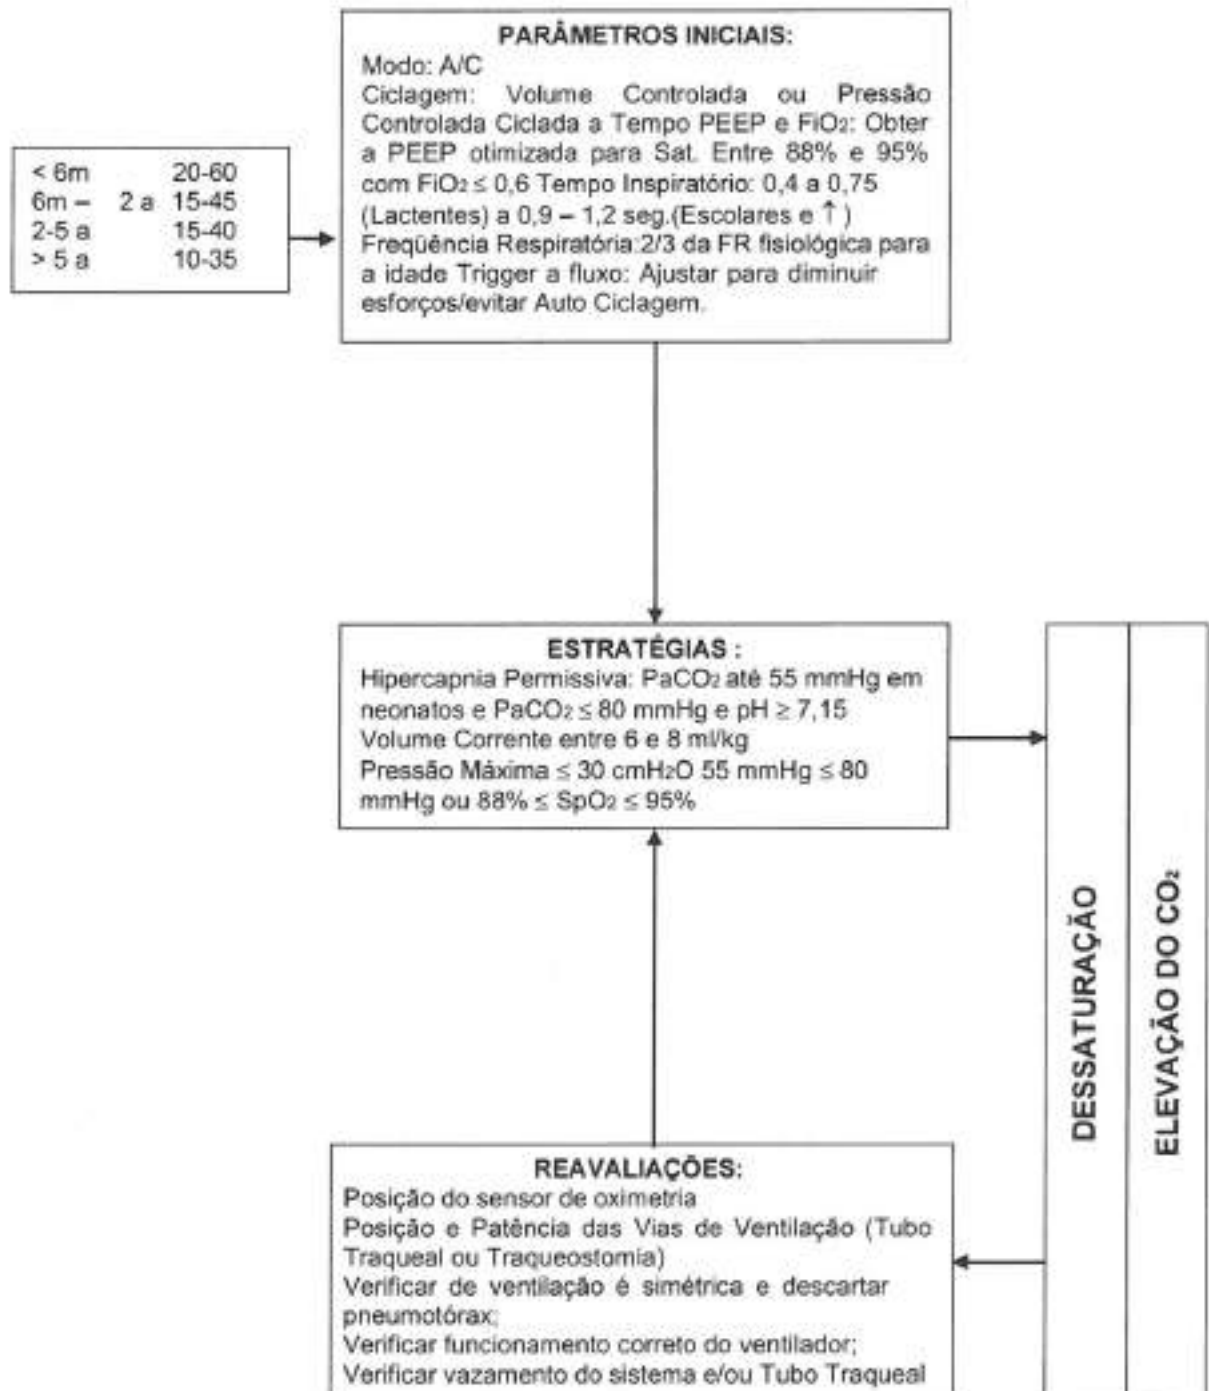 PARÂMETROS INICIAIS:
Modo: A/C
Ciclagem: Volume Controlada ou Pressão
Controlada Ciclada a Tempo PEEP e FiO₂: Obter
a PEEP otimizada para Sat. Entre 88% e 95%
com FiO₂ ≤ 0,6 Tempo Inspiratório: 0,4 a 0,75
(Lactentes) a 0,9 – 1,2 seg.(Escolares e ↑ )
Freqüência Respiratória:2/3 da FR fisiológica para
a idade Trigger a fluxo: Ajustar para diminuir
esforços/evitar Auto Ciclagem.
< 6m 20-60
6m – 2 a 15-45
2-5 a 15-40
> 5 a 10-35
ESTRATÉGIAS :
Hipercapnia Permissiva: PaCO₂ até 55 mmHg em
neonatos e PaCO₂ ≤ 80 mmHg e pH ≥ 7,15
Volume Corrente entre 6 e 8 ml/kg
Pressão Máxima ≤ 30 cmH₂O 55 mmHg ≤ 80
mmHg ou 88% ≤ SpO₂ ≤ 95%
DESSATURAÇÃO
ELEVAÇÃO DO CO₂
REAVALIAÇÕES:
Posição do sensor de oximetria
Posição e Patência das Vias de Ventilação (Tubo
Traqueal ou Traqueostomia)
Verificar de ventilação é simétrica e descartar
pneumotórax;
Verificar funcionamento correto do ventilador;
Verificar vazamento do sistema e/ou Tubo Traqueal